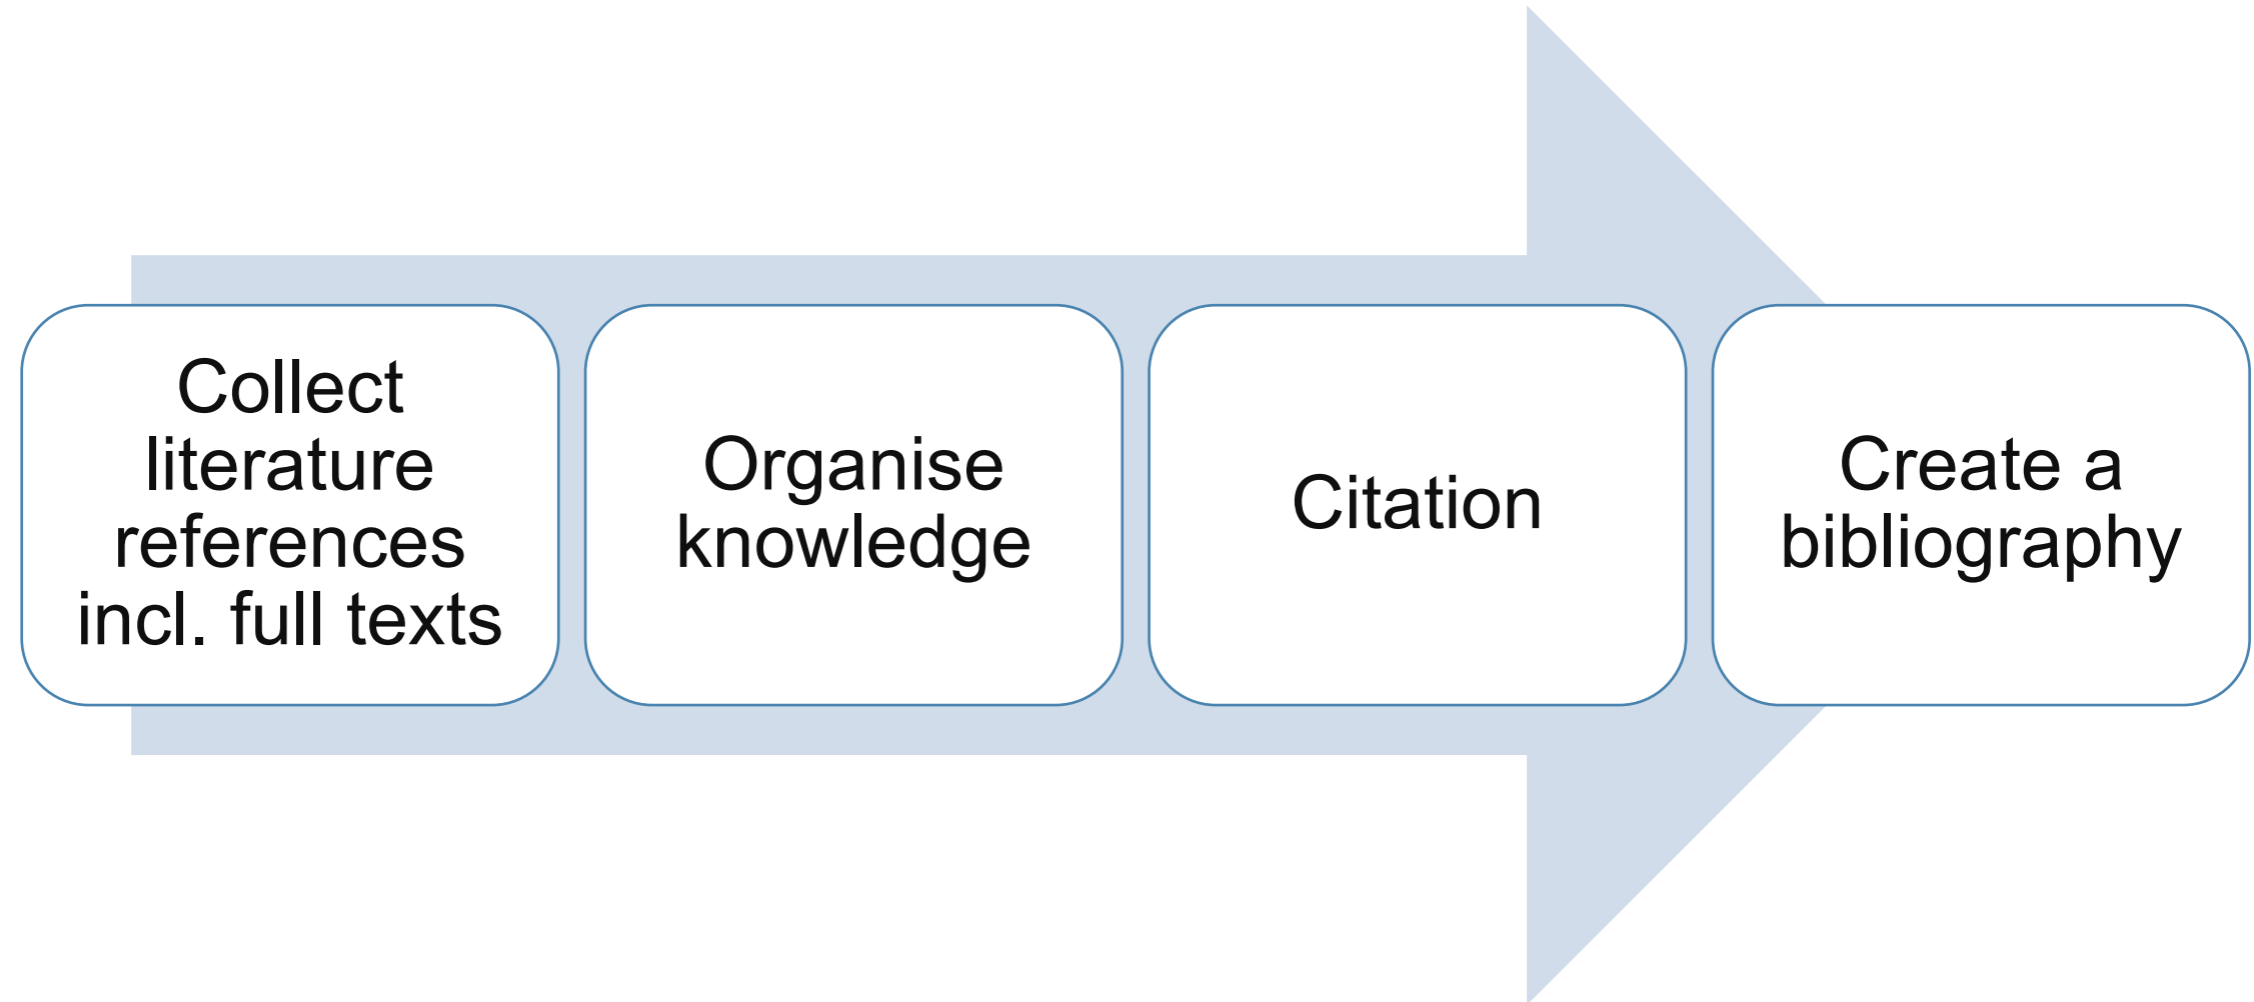 Collect
literature
references
incl. full texts
Organise
knowledge
Citation
Create a
bibliography